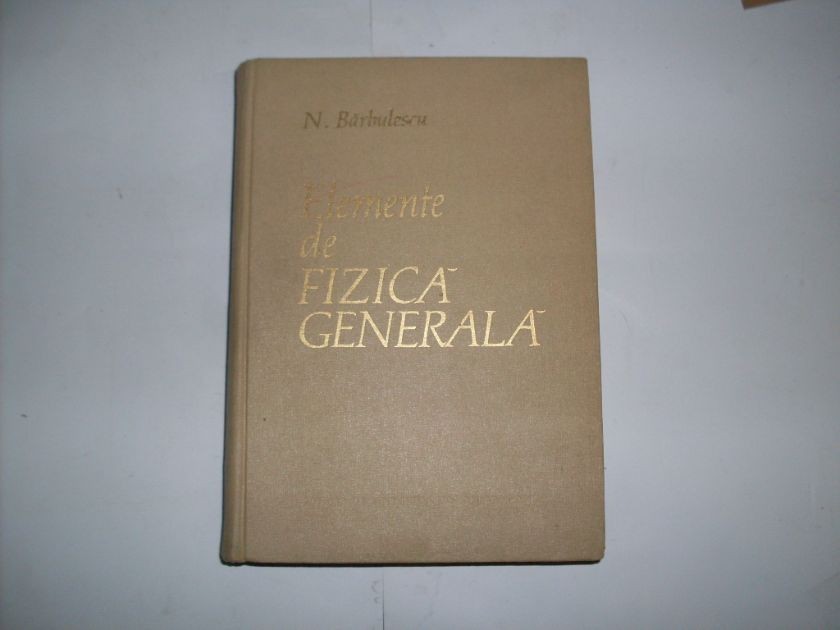 N. Bărbulescu
Elemente
de
FIZICĂ
GENERALĂ